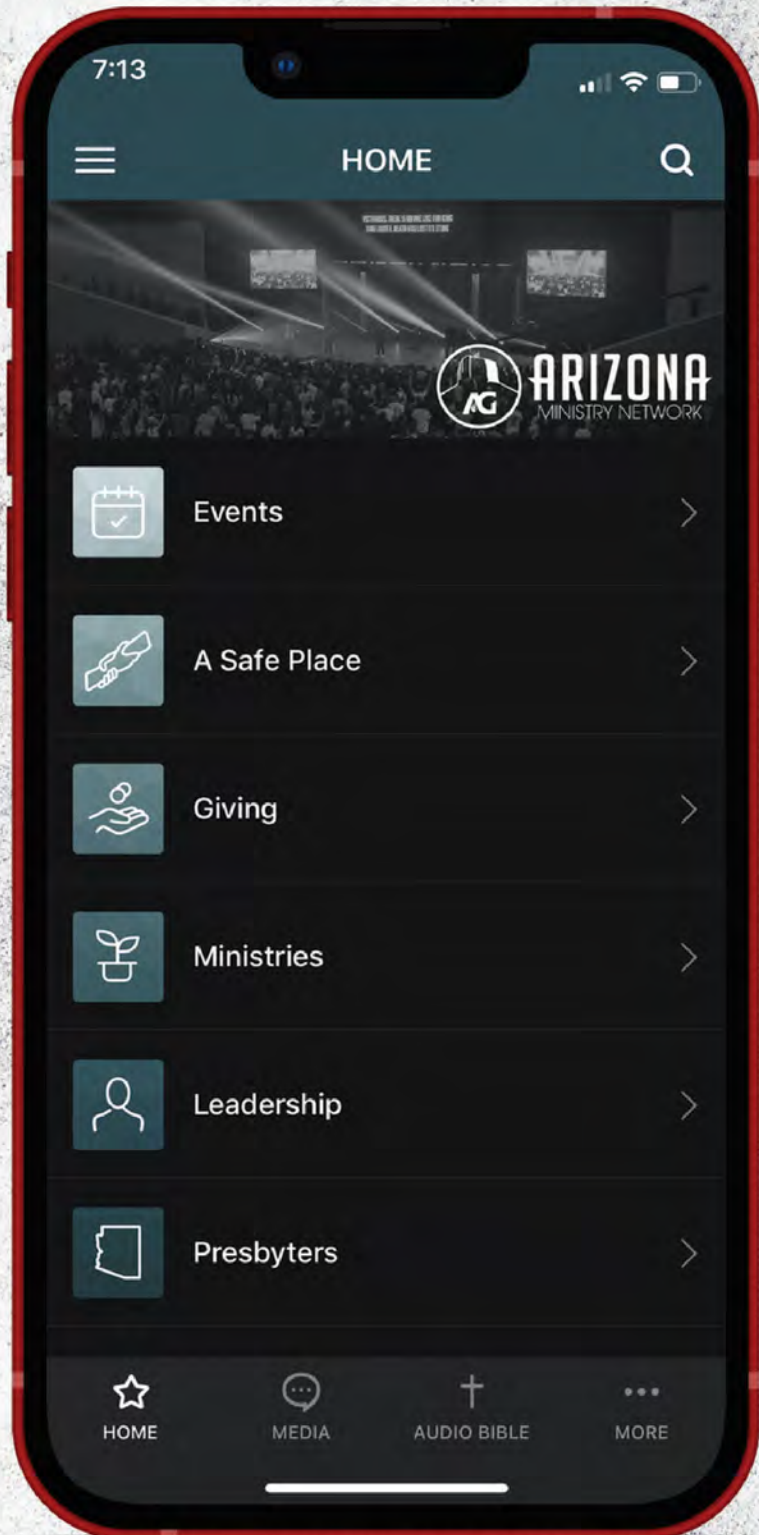 7:13
HOME
AG
ARIZONA
MINISTRY NETWORK
Events
A Safe Place
Giving
Ministries
Leadership
Presbyters
HOME
MEDIA
AUDIO BIBLE
MORE